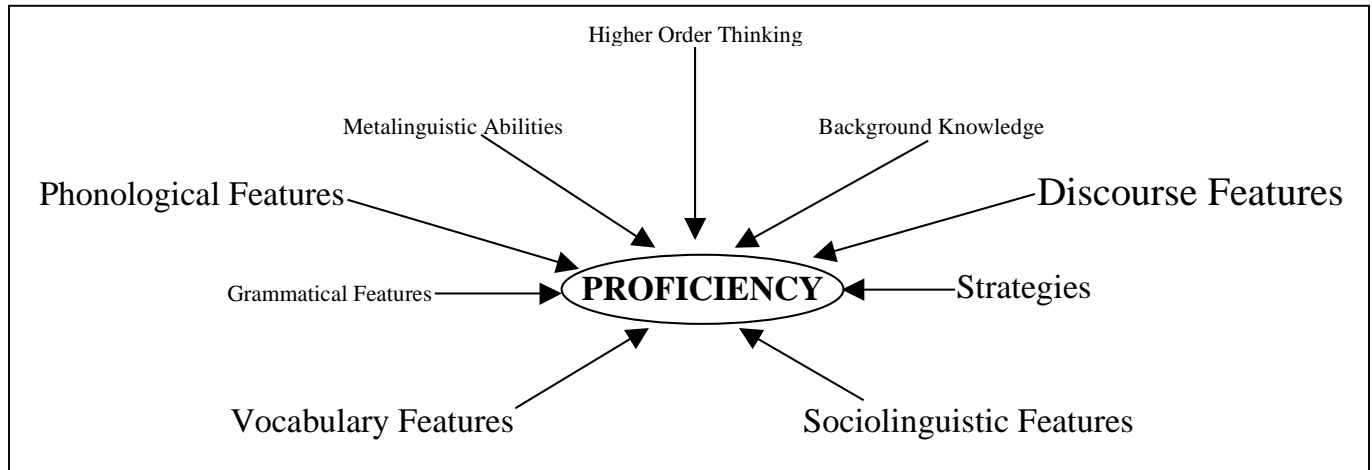 Higher Order Thinking
Metalinguistic Abilities
Background Knowledge
Phonological Features
Discourse Features
PROFICIENCY
Grammatical Features
Strategies
Vocabulary Features
Sociolinguistic Features